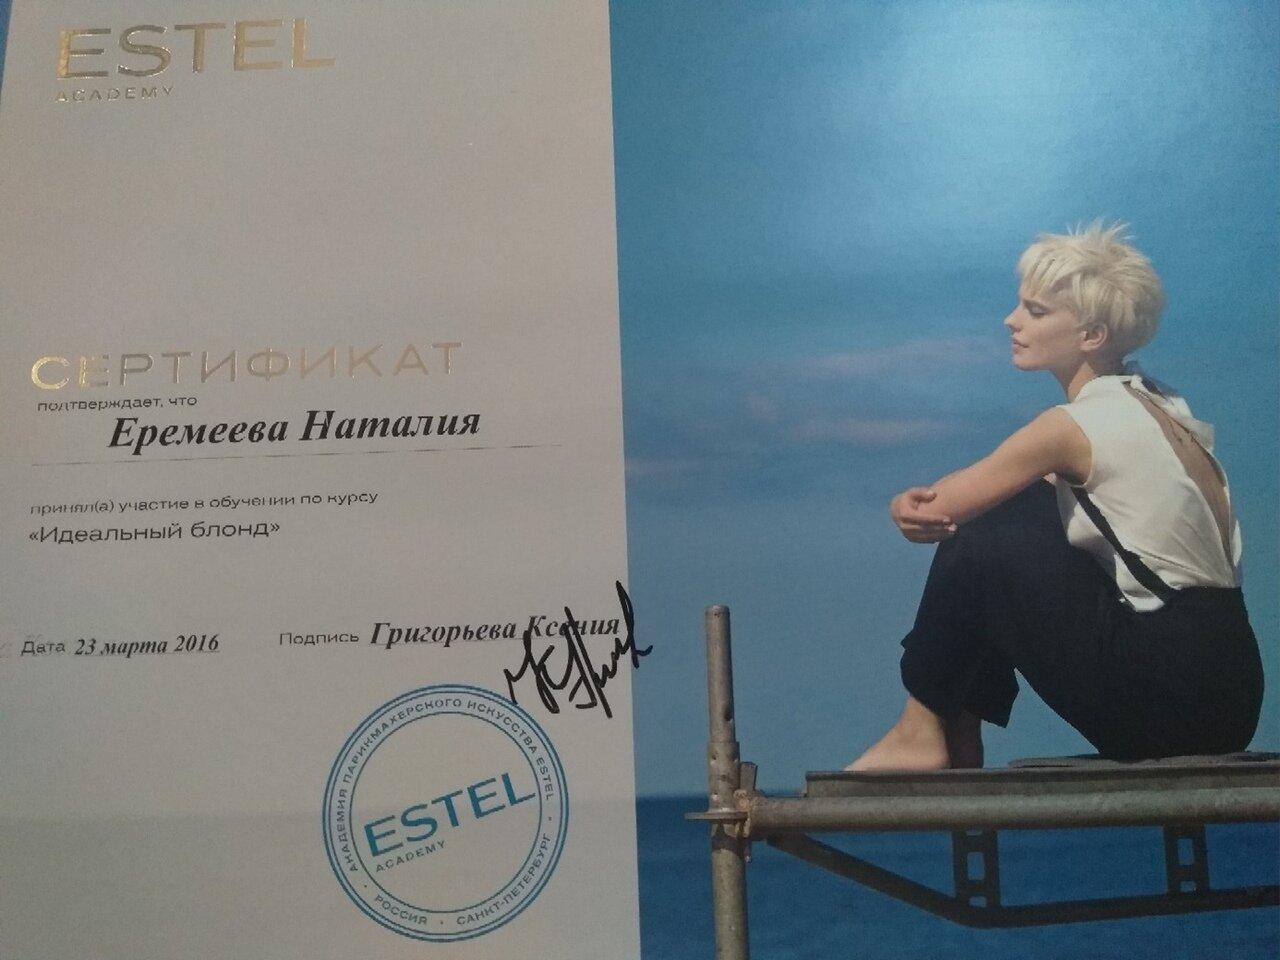 ESTEL
ACADEMY
СЕРТИФИКАТ
подтверждает, что
Еремеева Наталия
принял(а) участие в обучении по курсу
«Идеальный блонд»
Дата 23 марта 2016 Подпись Григорьева Ксения
АКАДЕМИЯ ПАРИКМАХЕРСКОГО ИСКУССТВА ESTEL
ESTEL
ACADEMY
РОССИЯ · САНКТ-ПЕТЕРБУРГ